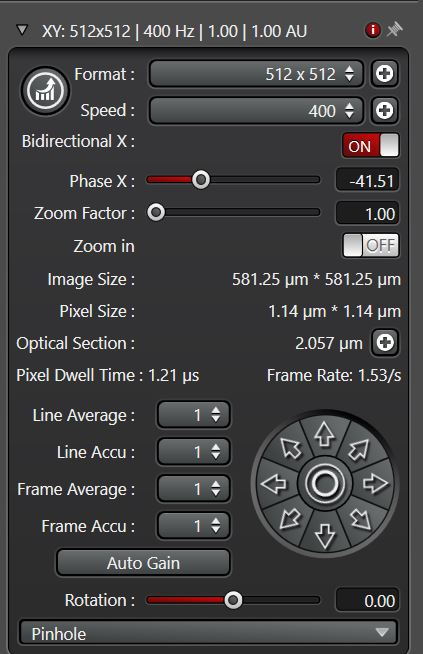 XY: 512x512 | 400 Hz | 1.00 | 1.00 AU
Format : 512 x 512
Speed : 400
Bidirectional X : ON
Phase X : -41.51
Zoom Factor : 1.00
Zoom in OFF
Image Size : 581.25 µm * 581.25 µm
Pixel Size : 1.14 µm * 1.14 µm
Optical Section : 2.057 µm
Pixel Dwell Time : 1.21 µs Frame Rate: 1.53/s
Line Average : 1
Line Accu : 1
Frame Average : 1
Frame Accu : 1
Auto Gain
Rotation : 0.00
Pinhole